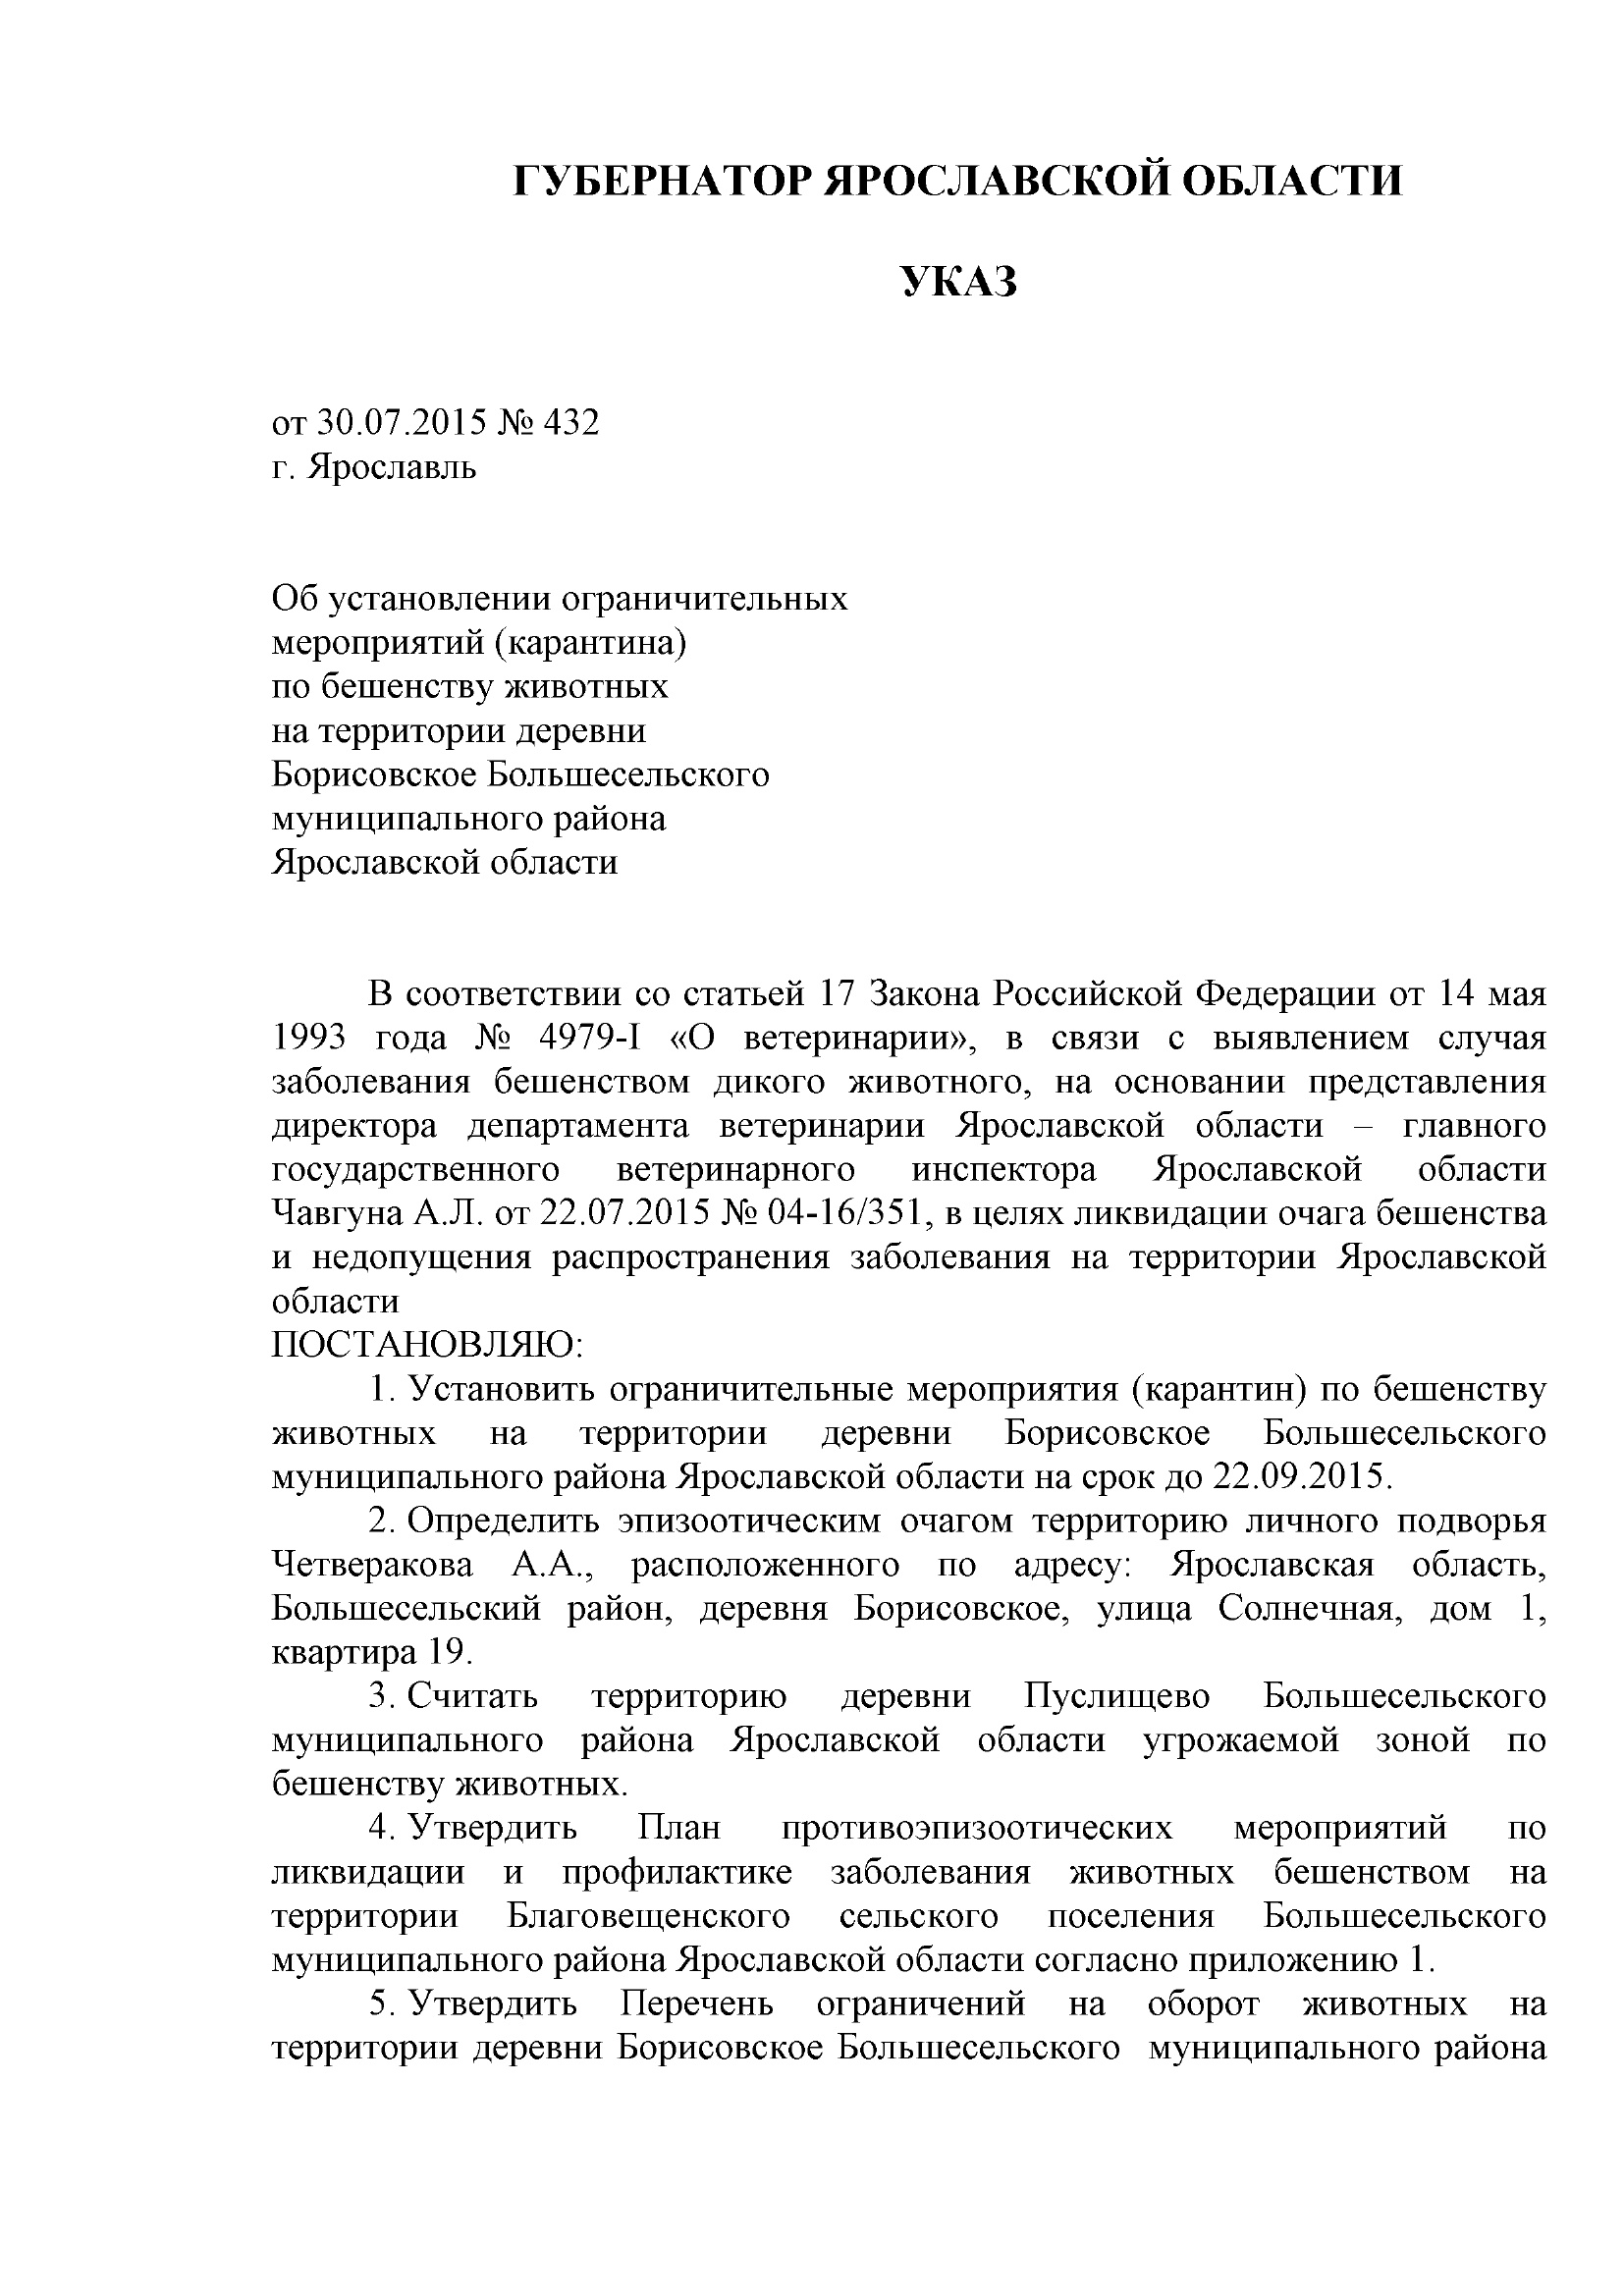 ГУБЕРНАТОР ЯРОСЛАВСКОЙ ОБЛАСТИ
УКАЗ
от 30.07.2015 № 432
г. Ярославль
Об установлении ограничительных
мероприятий (карантина)
по бешенству животных
на территории деревни
Борисовское Большесельского
муниципального района
Ярославской области
В соответствии со статьей 17 Закона Российской Федерации от 14 мая
1993 года № 4979-I «О ветеринарии», в связи с выявлением случая
заболевания бешенством дикого животного, на основании представления
директора департамента ветеринарии Ярославской области – главного
государственного ветеринарного инспектора Ярославской области
Чавгуна А.Л. от 22.07.2015 № 04-16/351, в целях ликвидации очага бешенства
и недопущения распространения заболевания на территории Ярославской
области
ПОСТАНОВЛЯЮ:
1. Установить ограничительные мероприятия (карантин) по бешенству
животных на территории деревни Борисовское Большесельского
муниципального района Ярославской области на срок до 22.09.2015.
2. Определить эпизоотическим очагом территорию личного подворья
Четверакова А.А., расположенного по адресу: Ярославская область,
Большесельский район, деревня Борисовское, улица Солнечная, дом 1,
квартира 19.
3. Считать территорию деревни Пуслищево Большесельского
муниципального района Ярославской области угрожаемой зоной по
бешенству животных.
4. Утвердить План противоэпизоотических мероприятий по
ликвидации и профилактике заболевания животных бешенством на
территории Благовещенского сельского поселения Большесельского
муниципального района Ярославской области согласно приложению 1.
5. Утвердить Перечень ограничений на оборот животных на
территории деревни Борисовское Большесельского муниципального района